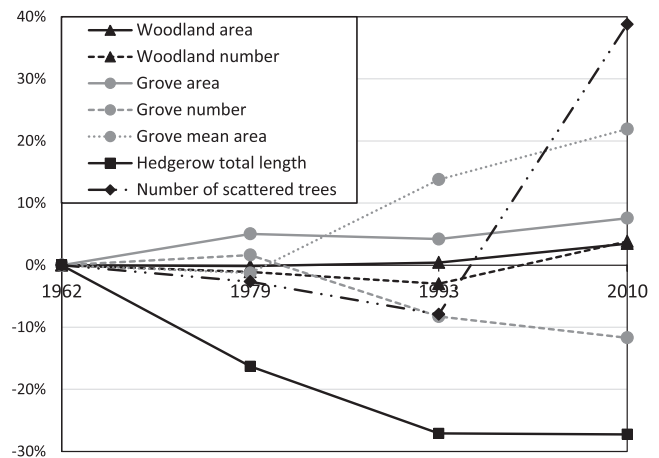 40%
30%
20%
10%
0%
-10%
-20%
-30%
Woodland area
Woodland number
Grove area
Grove number
Grove mean area
Hedgerow total length
Number of scattered trees
1962 1979 1993 2010